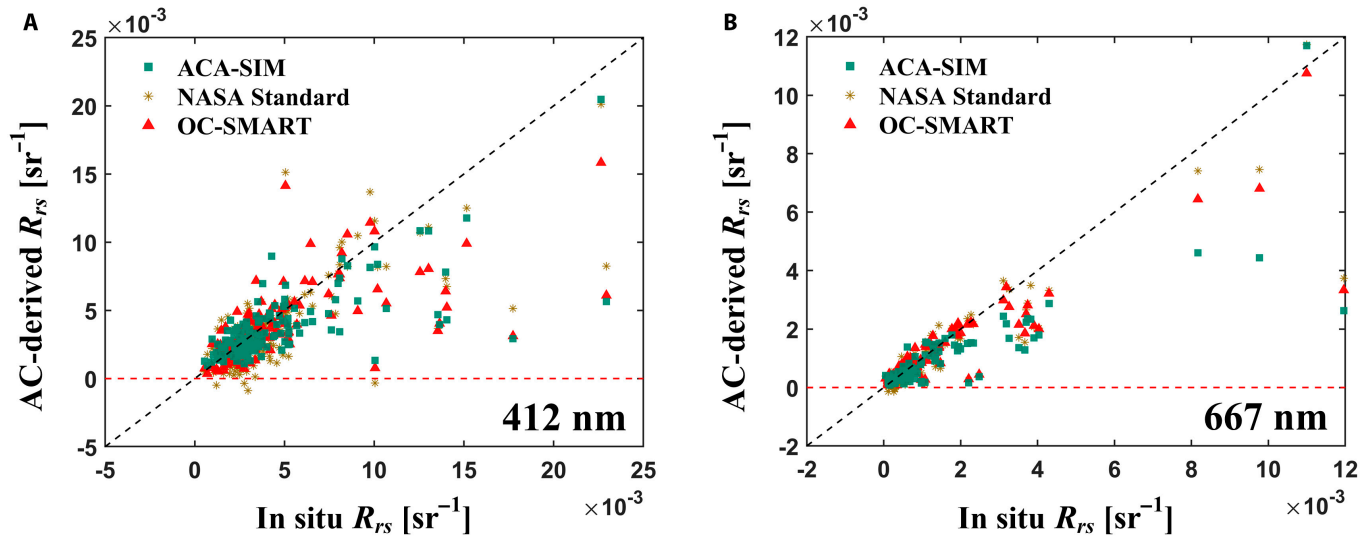 A
×10⁻³
25
20
15
10
5
0
-5
-5 0 5 10 15 20 25
×10⁻³
AC-derived Rrs [sr⁻¹]
In situ Rrs [sr⁻¹]
ACA-SIM
NASA Standard
OC-SMART
412 nm
B
×10⁻³
12
10
8
6
4
2
0
-2
-2 0 2 4 6 8 10 12
×10⁻³
AC-derived Rrs [sr⁻¹]
In situ Rrs [sr⁻¹]
ACA-SIM
NASA Standard
OC-SMART
667 nm